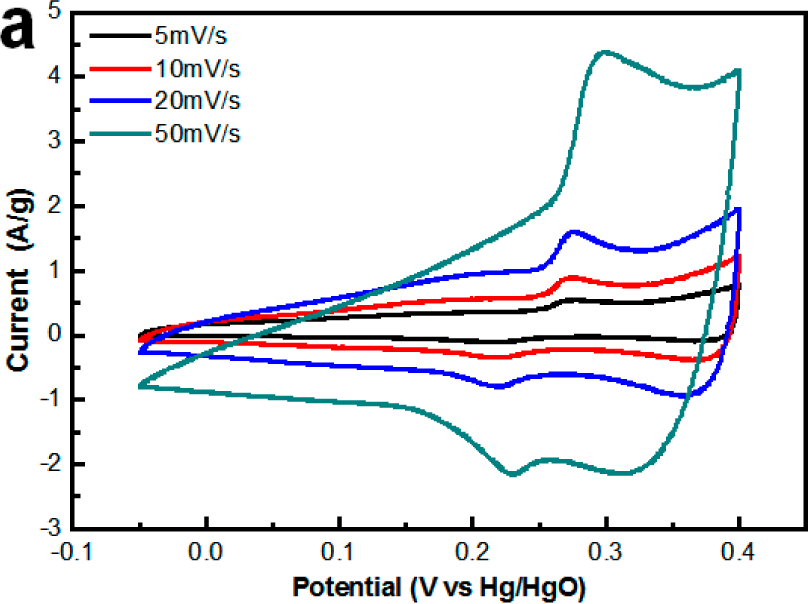 a
5mV/s
10mV/s
20mV/s
50mV/s
5
4
3
2
1
0
-1
-2
-3
-0.1 0.0 0.1 0.2 0.3 0.4
Current (A/g)
Potential (V vs Hg/HgO)